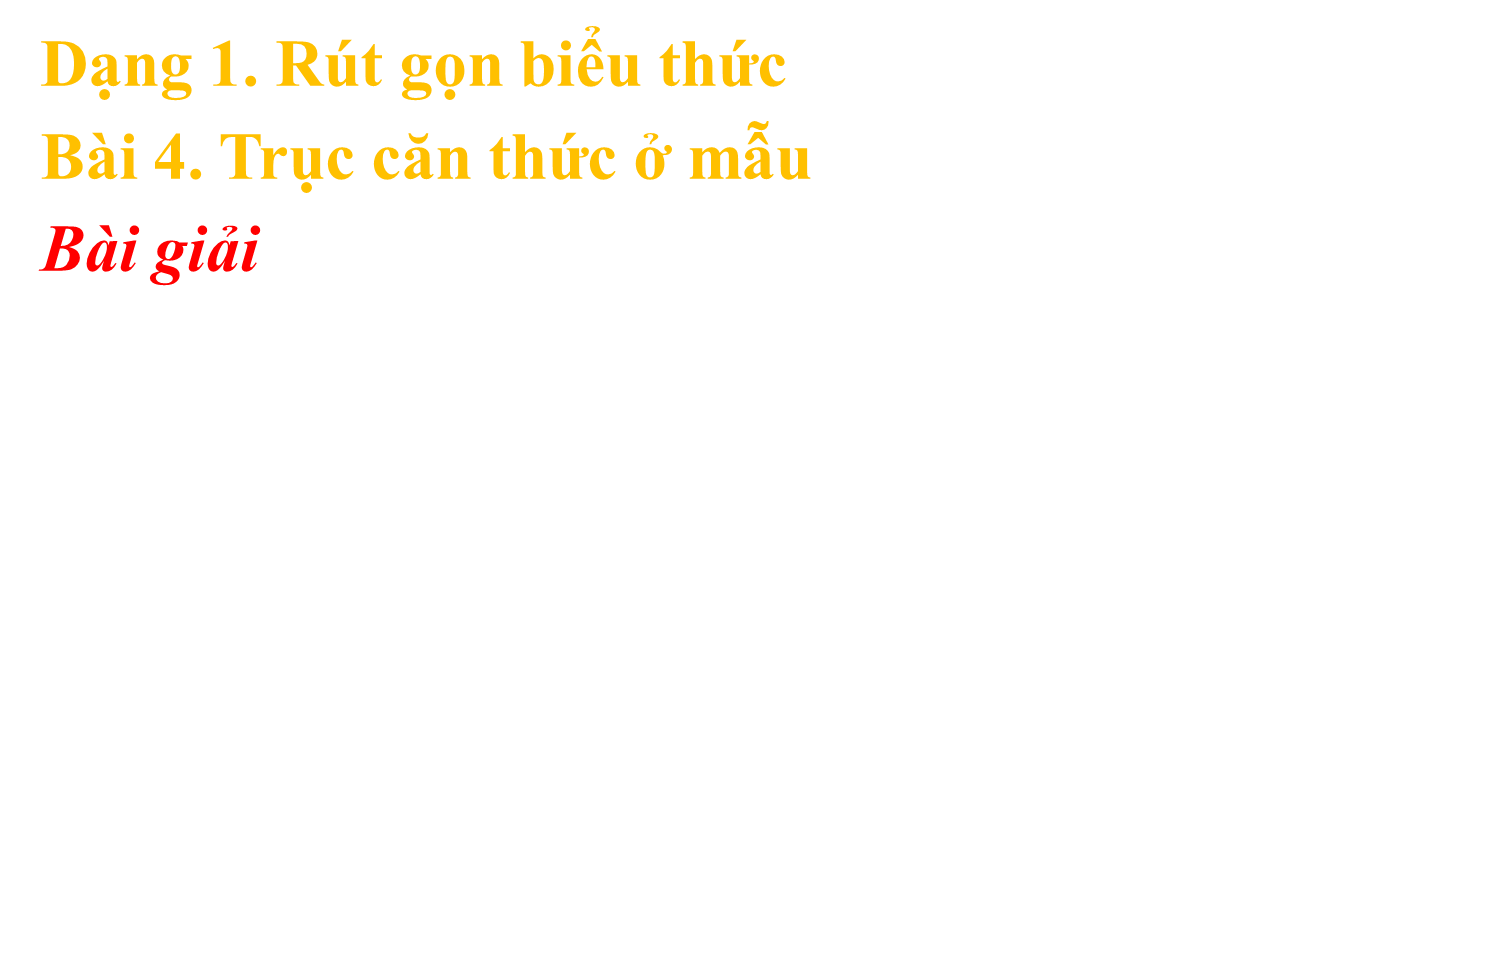 Dạng 1. Rút gọn biểu thức
Bài 4. Trục căn thức ở mẫu
Bài giải